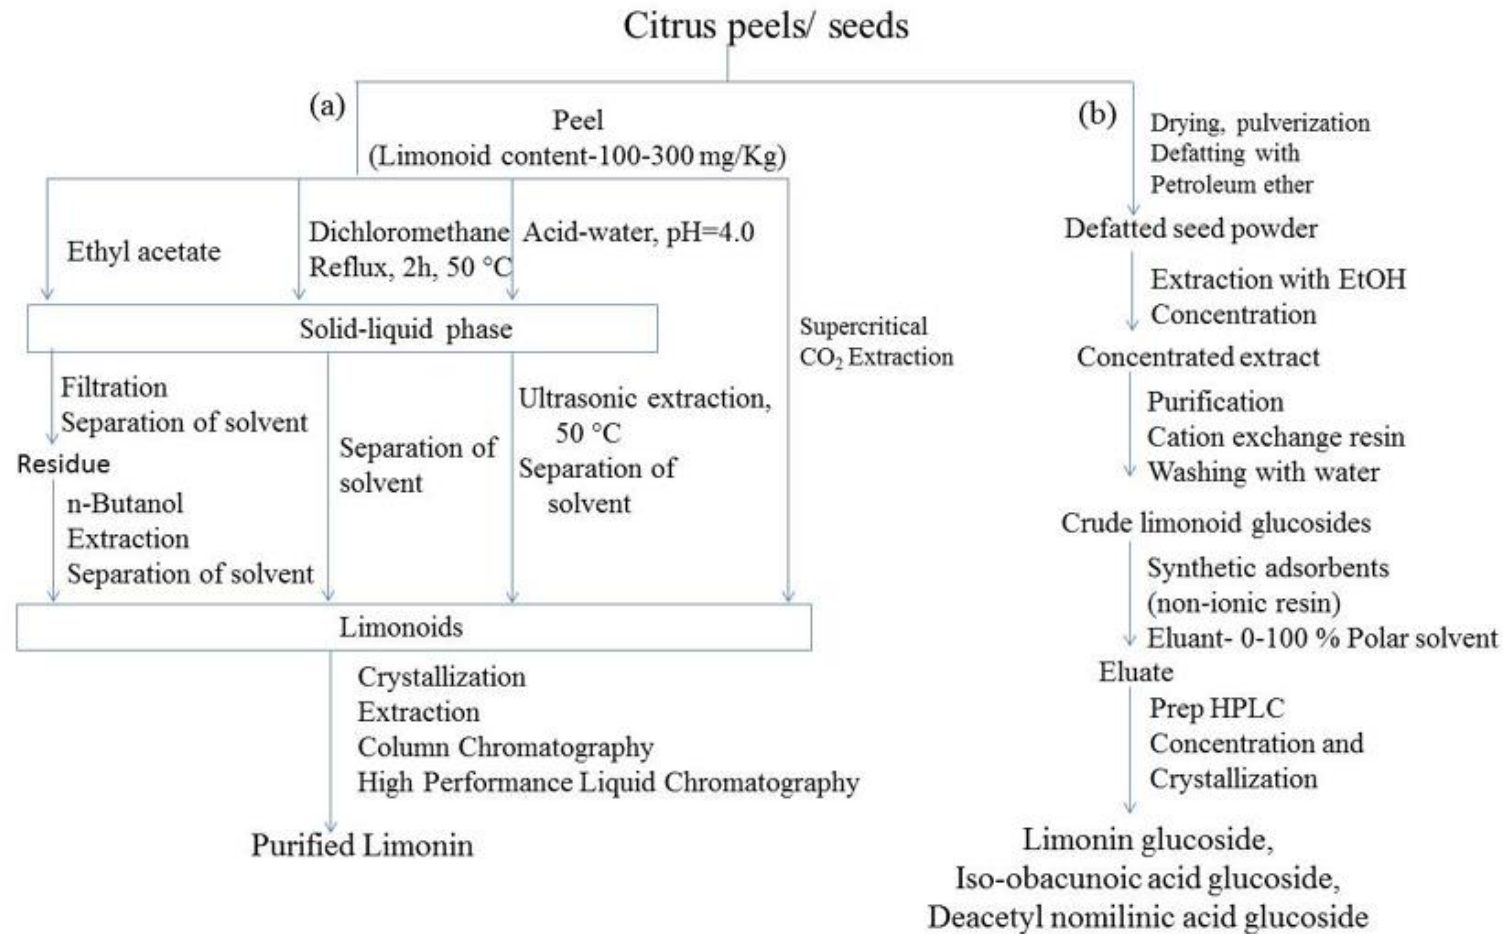 Citrus peels/ seeds
(a)
Peel
(Limonoid content-100-300 mg/Kg)
Ethyl acetate
Dichloromethane
Reflux, 2h, 50 °C
Acid-water, pH=4.0
Solid-liquid phase
Supercritical
CO₂ Extraction
Filtration
Separation of solvent
Residue
n-Butanol
Extraction
Separation of solvent
Separation of
solvent
Ultrasonic extraction,
50 °C
Separation of
solvent
Limonoids
Crystallization
Extraction
Column Chromatography
High Performance Liquid Chromatography
Purified Limonin
(b)
Drying, pulverization
Defatting with
Petroleum ether
Defatted seed powder
Extraction with EtOH
Concentration
Concentrated extract
Purification
Cation exchange resin
Washing with water
Crude limonoid glucosides
Synthetic adsorbents
(non-ionic resin)
Eluant- 0-100 % Polar solvent
Eluate
Prep HPLC
Concentration and
Crystallization
Limonin glucoside,
Iso-obacunoic acid glucoside,
Deacetyl nomilinic acid glucoside